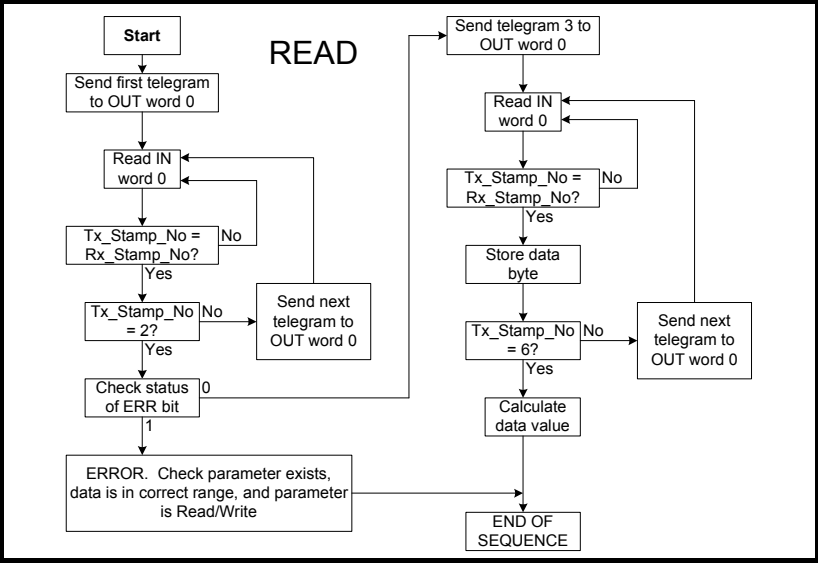 READ
Start
Send first telegram
to OUT word 0
Read IN
word 0
Tx_Stamp_No =
Rx_Stamp_No?
No
Yes
Tx_Stamp_No
= 2?
No
Send next
telegram to
OUT word 0
Yes
Check status
of ERR bit
0
1
ERROR.  Check parameter exists,
data is in correct range, and parameter
is Read/Write
Send telegram 3 to
OUT word 0
Read IN
word 0
Tx_Stamp_No =
Rx_Stamp_No?
No
Yes
Store data
byte
Tx_Stamp_No
= 6?
No
Send next
telegram to
OUT word 0
Yes
Calculate
data value
END OF
SEQUENCE